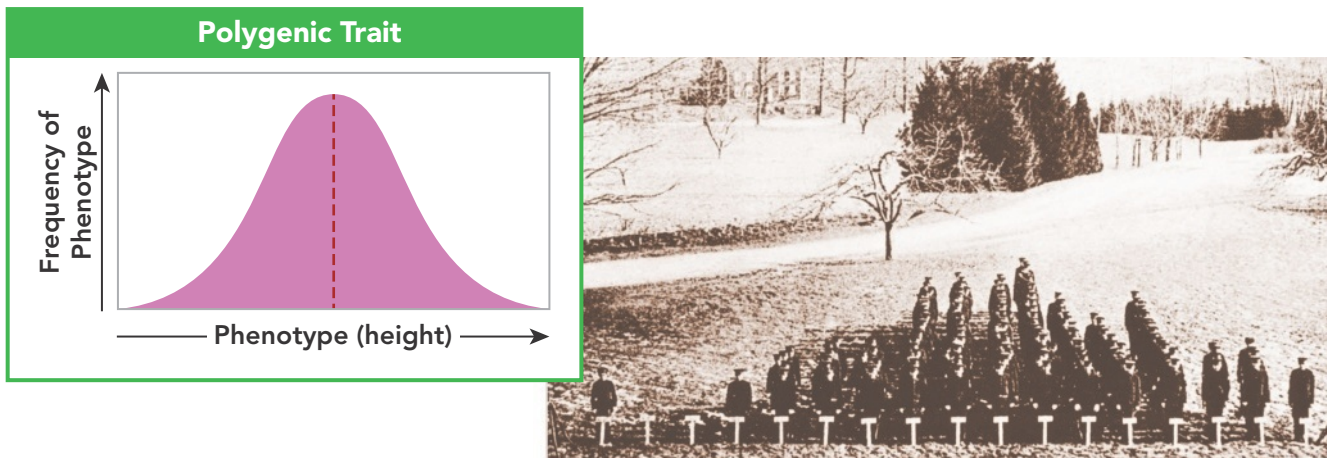 Polygenic Trait
Frequency of
Phenotype
Phenotype (height)